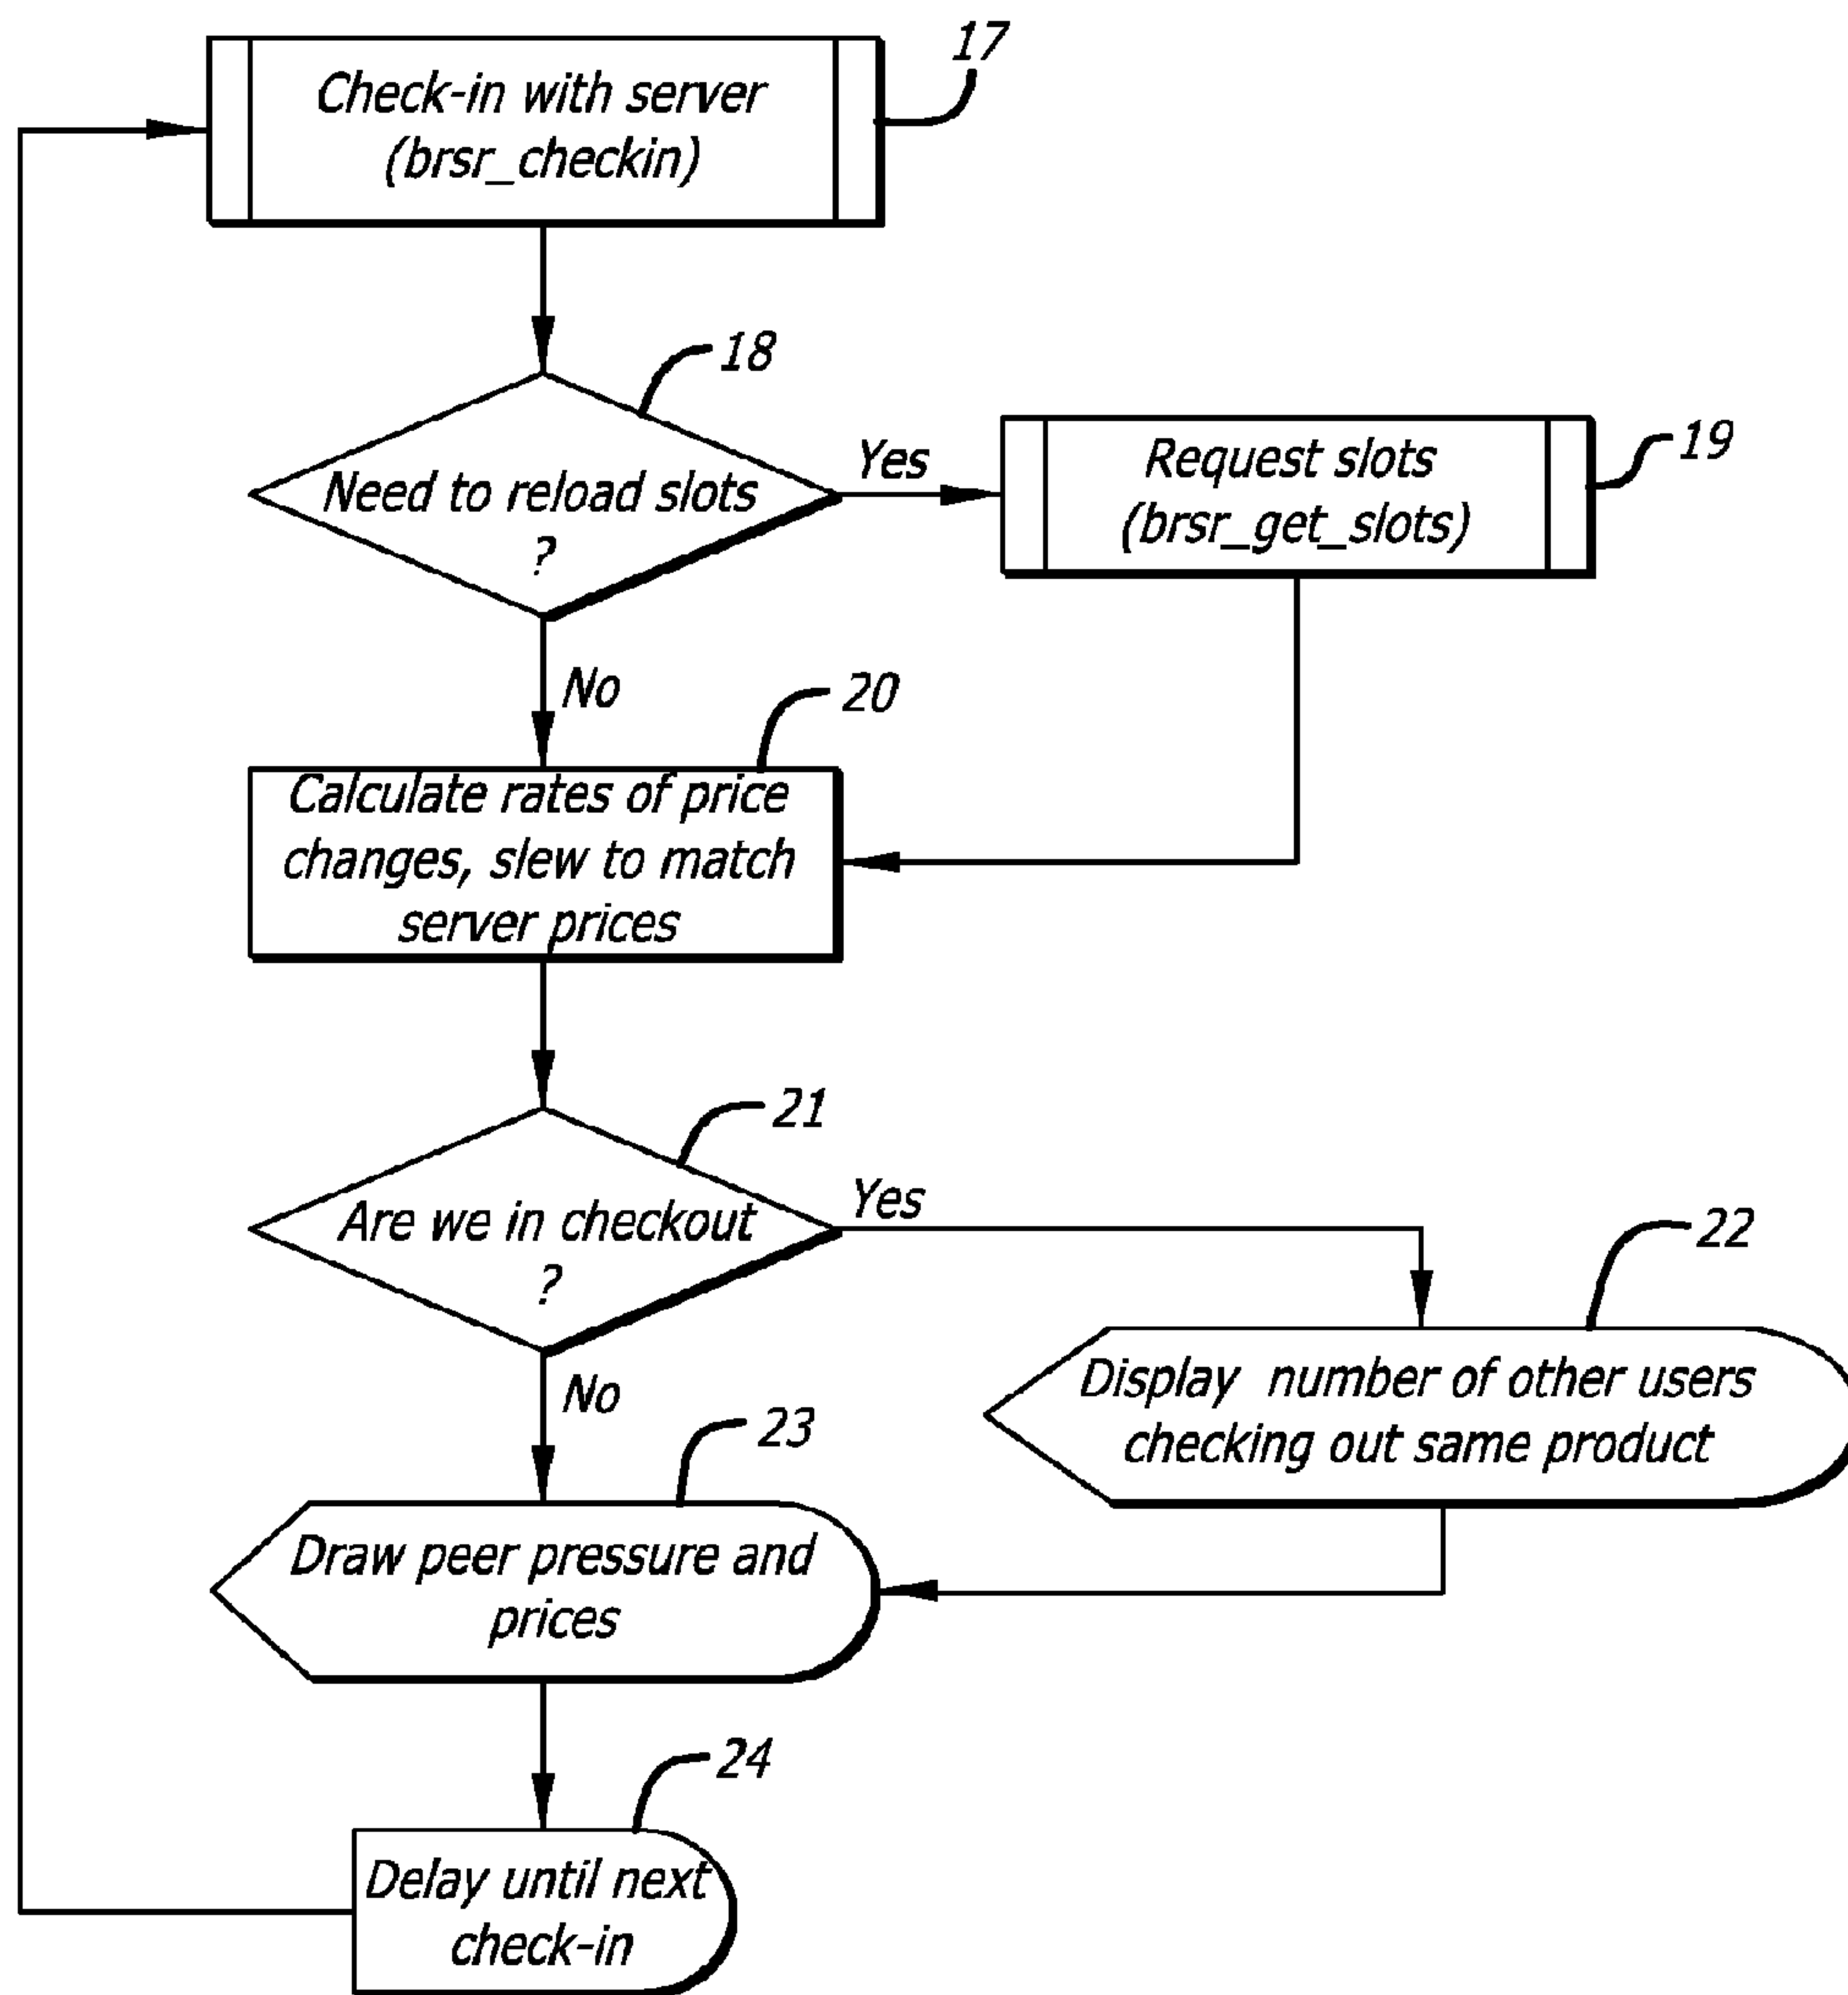 17
Check-in with server
(brsr_checkin)
18
Need to reload slots
?
Yes
19
Request slots
(brsr_get_slots)
No
20
Calculate rates of price
changes, slew to match
server prices
21
Are we in checkout
?
Yes
22
Display number of other users
checking out same product
No
23
Draw peer pressure and
prices
24
Delay until next
check-in